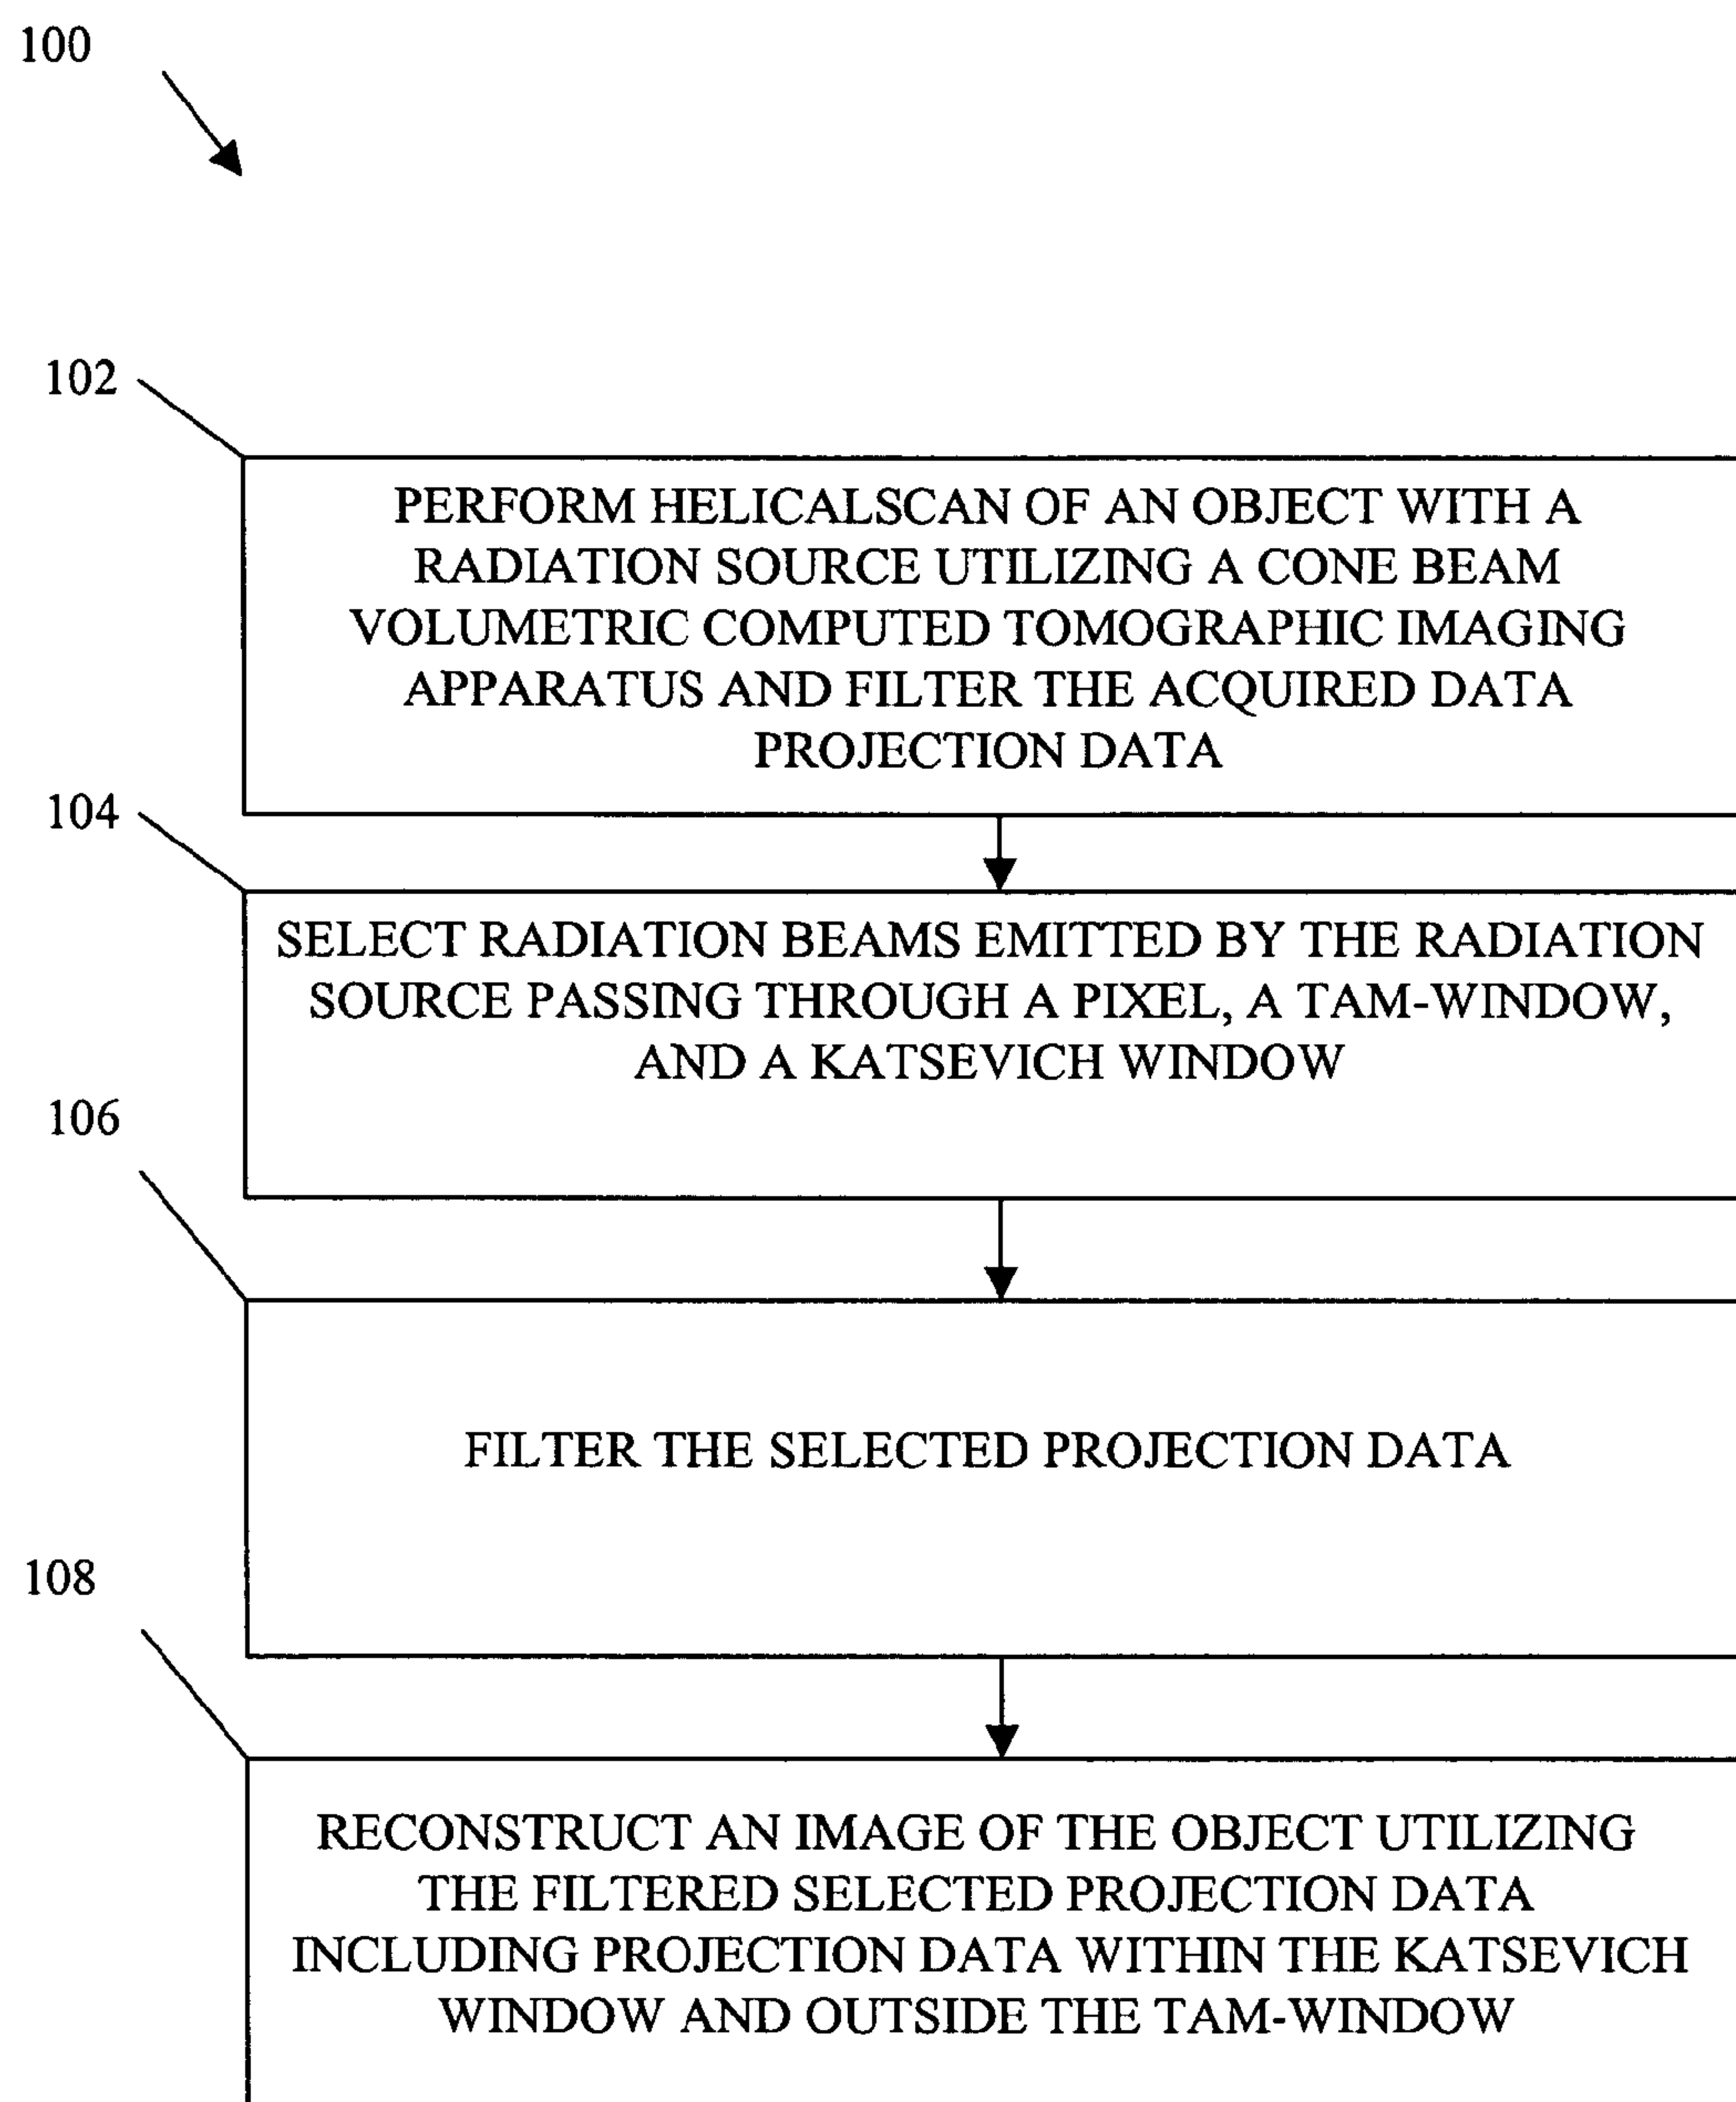 100
102
PERFORM HELICALSCAN OF AN OBJECT WITH A
RADIATION SOURCE UTILIZING A CONE BEAM
VOLUMETRIC COMPUTED TOMOGRAPHIC IMAGING
APPARATUS AND FILTER THE ACQUIRED DATA
PROJECTION DATA
104
SELECT RADIATION BEAMS EMITTED BY THE RADIATION
SOURCE PASSING THROUGH A PIXEL, A TAM-WINDOW,
AND A KATSEVICH WINDOW
106
FILTER THE SELECTED PROJECTION DATA
108
RECONSTRUCT AN IMAGE OF THE OBJECT UTILIZING
THE FILTERED SELECTED PROJECTION DATA
INCLUDING PROJECTION DATA WITHIN THE KATSEVICH
WINDOW AND OUTSIDE THE TAM-WINDOW